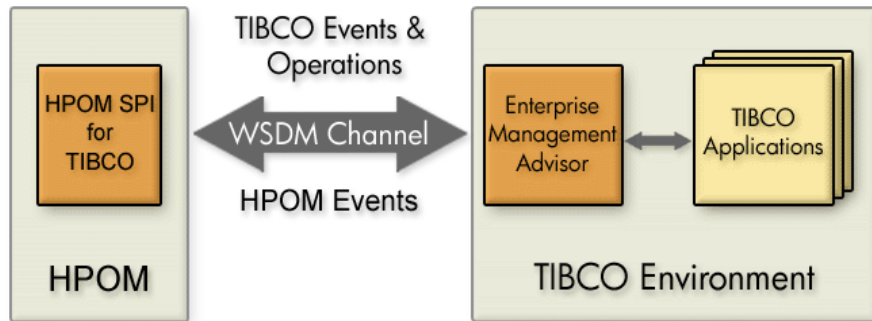 HPOM SPI
for
TIBCO
HPOM
TIBCO Events &
Operations
WSDM Channel
HPOM Events
Enterprise
Management
Advisor
TIBCO
Applications
TIBCO Environment